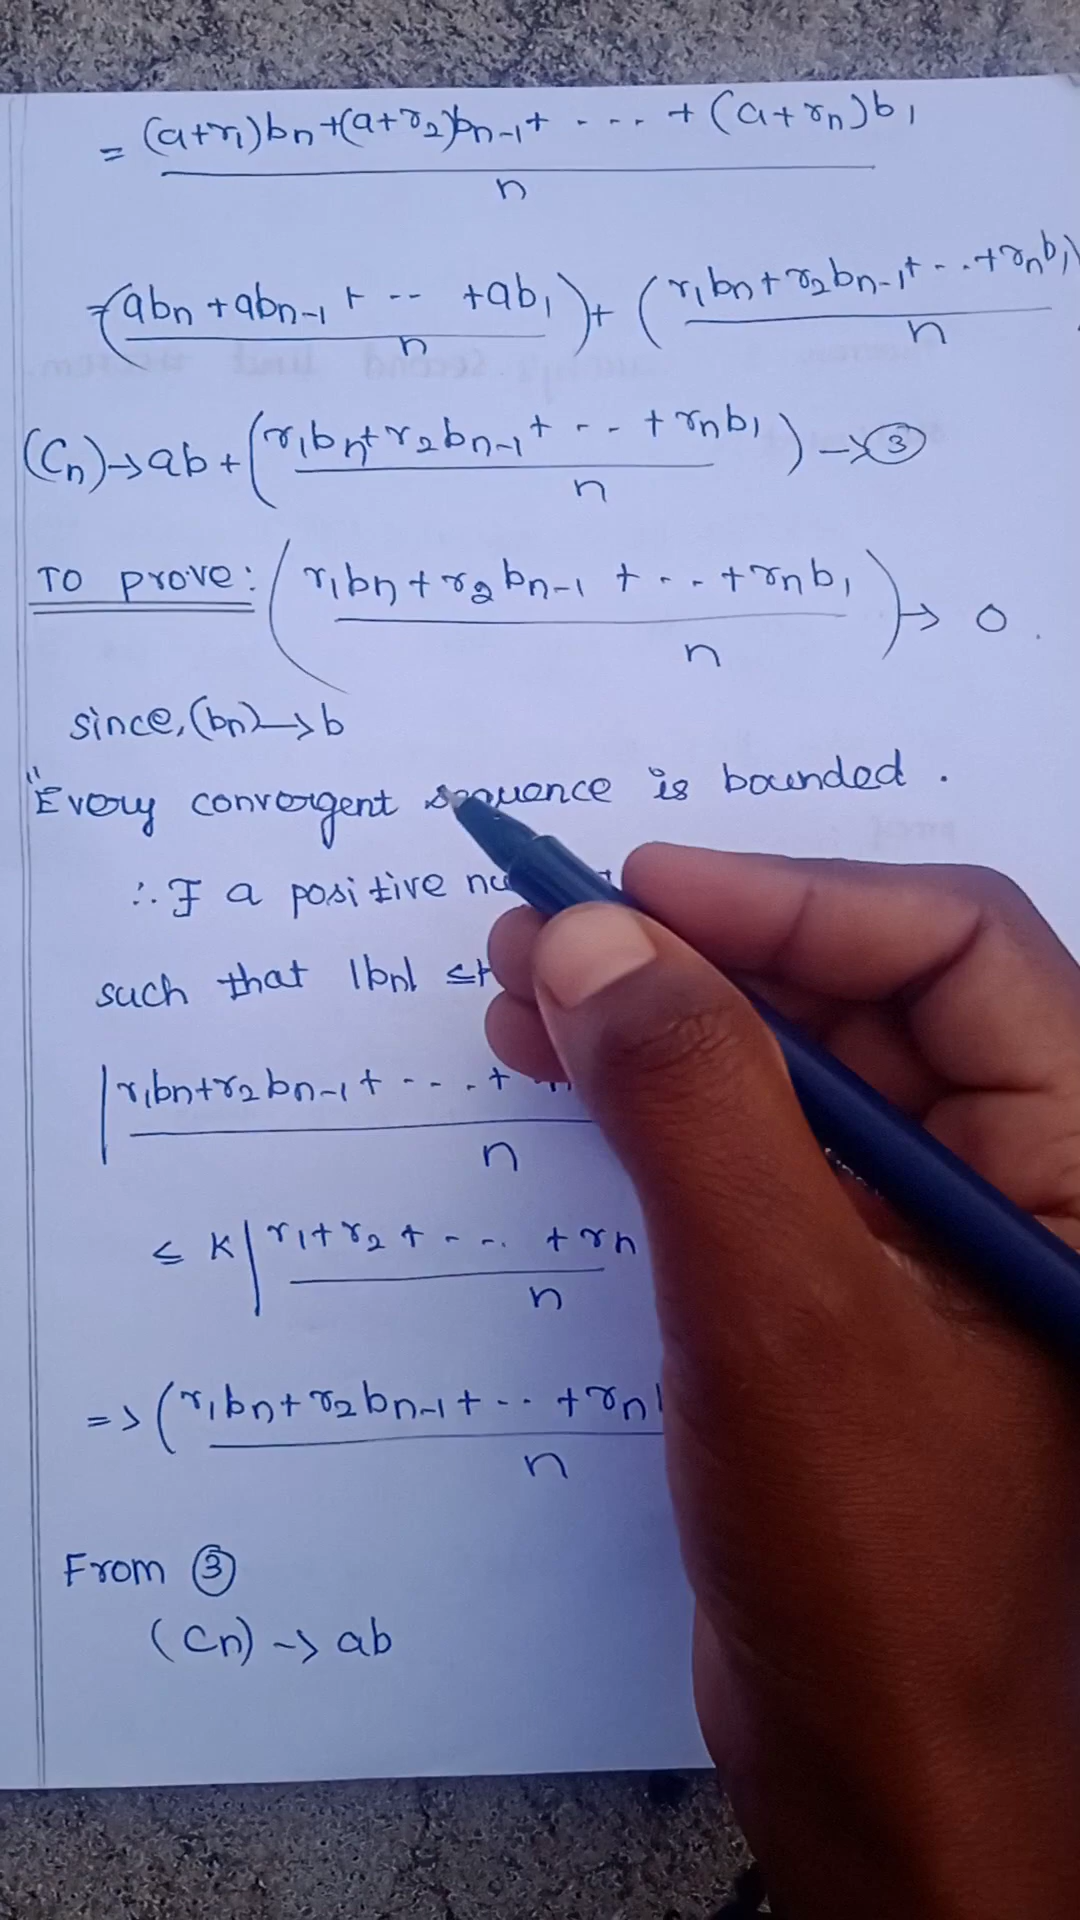 = (a+r₁)bn+(a+r₂)bn-1+ - - - - + (a+rn)b₁ / n
=(abn+abn-1 + - - +ab₁ / n)+ (r₁bn+r₂bn-1+ - - +rnb₁ / n
(Cn)→ab+(r₁bn+r₂bn-1+ - - + rnb₁ / n) →③
TO prove: (r₁bn+r₂bn-1 + - - +rnb₁ / n)→ 0
since,(bn)→b
"Every convergent sequence is bounded.
∴ ∃ a positive
such that |bn| ≤
|r₁bn+r₂bn-1+ - - - + / n
≤ K|r₁+r₂+ - - . +rn / n
=> (r₁bn+r₂bn-1+ - - +rn / n
From ③
(Cn) → ab